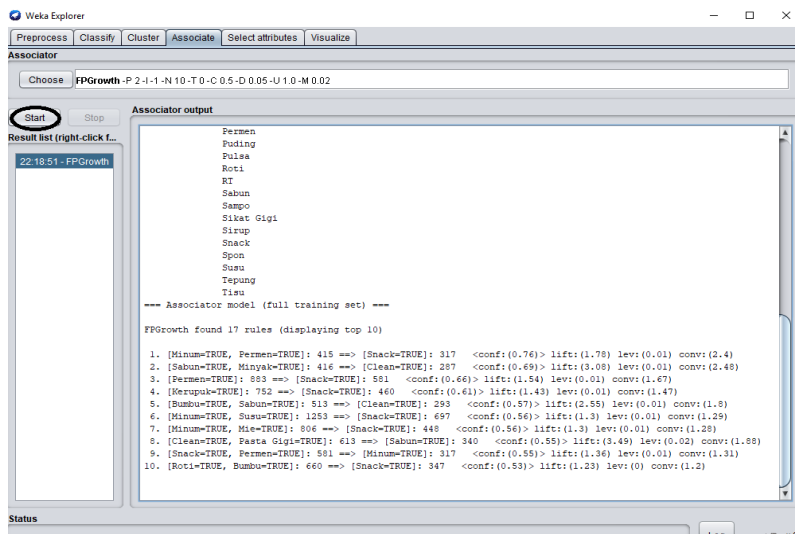 Weka Explorer
Preprocess Classify Cluster Associate Select attributes Visualize
Associator
Choose FPGrowth -P 2 -I -1 -N 10 -T 0 -C 0.5 -D 0.05 -U 1.0 -M 0.02
Start Stop
Associator output
Result list (right-click f...
22:18:51 - FPGrowth
Permen
Puding
Pulsa
Roti
RT
Sabun
Sampo
Sikat Gigi
Sirup
Snack
Spon
Susu
Tepung
Tisu
=== Associator model (full training set) ===
FPGrowth found 17 rules (displaying top 10)
1. [Minum=TRUE, Permen=TRUE]: 415 ==> [Snack=TRUE]: 317 <conf:(0.76)> lift:(1.78) lev:(0.01) conv:(2.4)
2. [Sabun=TRUE, Minyak=TRUE]: 416 ==> [Clean=TRUE]: 287 <conf:(0.69)> lift:(3.08) lev:(0.01) conv:(2.48)
3. [Permen=TRUE]: 883 ==> [Snack=TRUE]: 581 <conf:(0.66)> lift:(1.54) lev:(0.01) conv:(1.67)
4. [Kerupuk=TRUE]: 752 ==> [Snack=TRUE]: 460 <conf:(0.61)> lift:(1.43) lev:(0.01) conv:(1.47)
5. [Bumbu=TRUE, Sabun=TRUE]: 513 ==> [Clean=TRUE]: 293 <conf:(0.57)> lift:(2.55) lev:(0.01) conv:(1.8)
6. [Minum=TRUE, Susu=TRUE]: 1253 ==> [Snack=TRUE]: 697 <conf:(0.56)> lift:(1.3) lev:(0.01) conv:(1.29)
7. [Minum=TRUE, Mie=TRUE]: 806 ==> [Snack=TRUE]: 448 <conf:(0.56)> lift:(1.3) lev:(0.01) conv:(1.28)
8. [Clean=TRUE, Pasta Gigi=TRUE]: 613 ==> [Sabun=TRUE]: 340 <conf:(0.55)> lift:(3.49) lev:(0.02) conv:(1.88)
9. [Snack=TRUE, Permen=TRUE]: 581 ==> [Minum=TRUE]: 317 <conf:(0.55)> lift:(1.36) lev:(0.01) conv:(1.31)
10. [Roti=TRUE, Bumbu=TRUE]: 660 ==> [Snack=TRUE]: 347 <conf:(0.53)> lift:(1.23) lev:(0) conv:(1.2)
Status